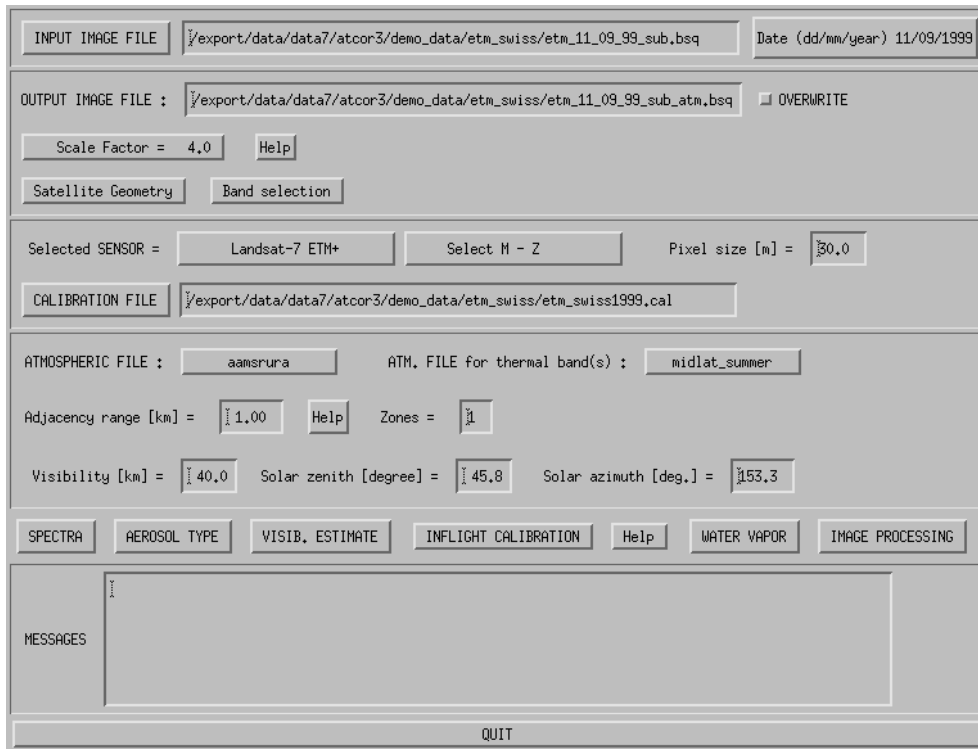 INPUT IMAGE FILE /export/data/data7/atcor3/demo_data/etm_swiss/etm_11_09_99_sub.bsq Date (dd/mm/year) 11/09/1999
OUTPUT IMAGE FILE : /export/data/data7/atcor3/demo_data/etm_swiss/etm_11_09_99_sub_atm.bsq OVERWRITE
Scale Factor = 4.0 Help
Satellite Geometry Band selection
Selected SENSOR = Landsat-7 ETM+ Select M - Z Pixel size [m] = 30.0
CALIBRATION FILE /export/data/data7/atcor3/demo_data/etm_swiss/etm_swiss1999.cal
ATMOSPHERIC FILE : aamsrura ATM. FILE for thermal band(s) : midlat_summer
Adjacency range [km] = 1.00 Help Zones = 1
Visibility [km] = 40.0 Solar zenith [degree] = 45.8 Solar azimuth [deg.] = 153.3
SPECTRA AEROSOL TYPE VISIB. ESTIMATE INFLIGHT CALIBRATION Help WATER VAPOR IMAGE PROCESSING
MESSAGES
QUIT